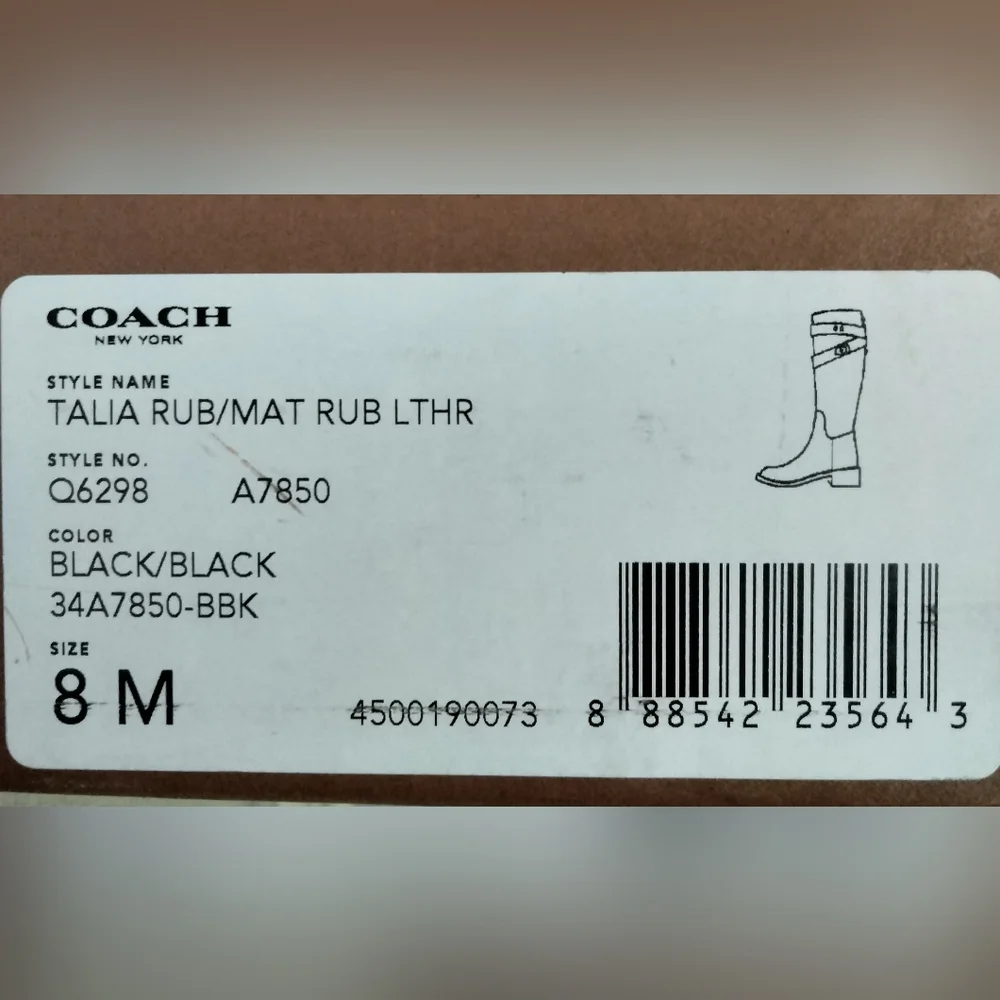 COACH
NEW YORK
STYLE NAME
TALIA RUB/MAT RUB LTHR
STYLE NO.
Q6298 A7850
COLOR
BLACK/BLACK
34A7850-BBK
SIZE
8 M
4500190073
8 88542 23564 3